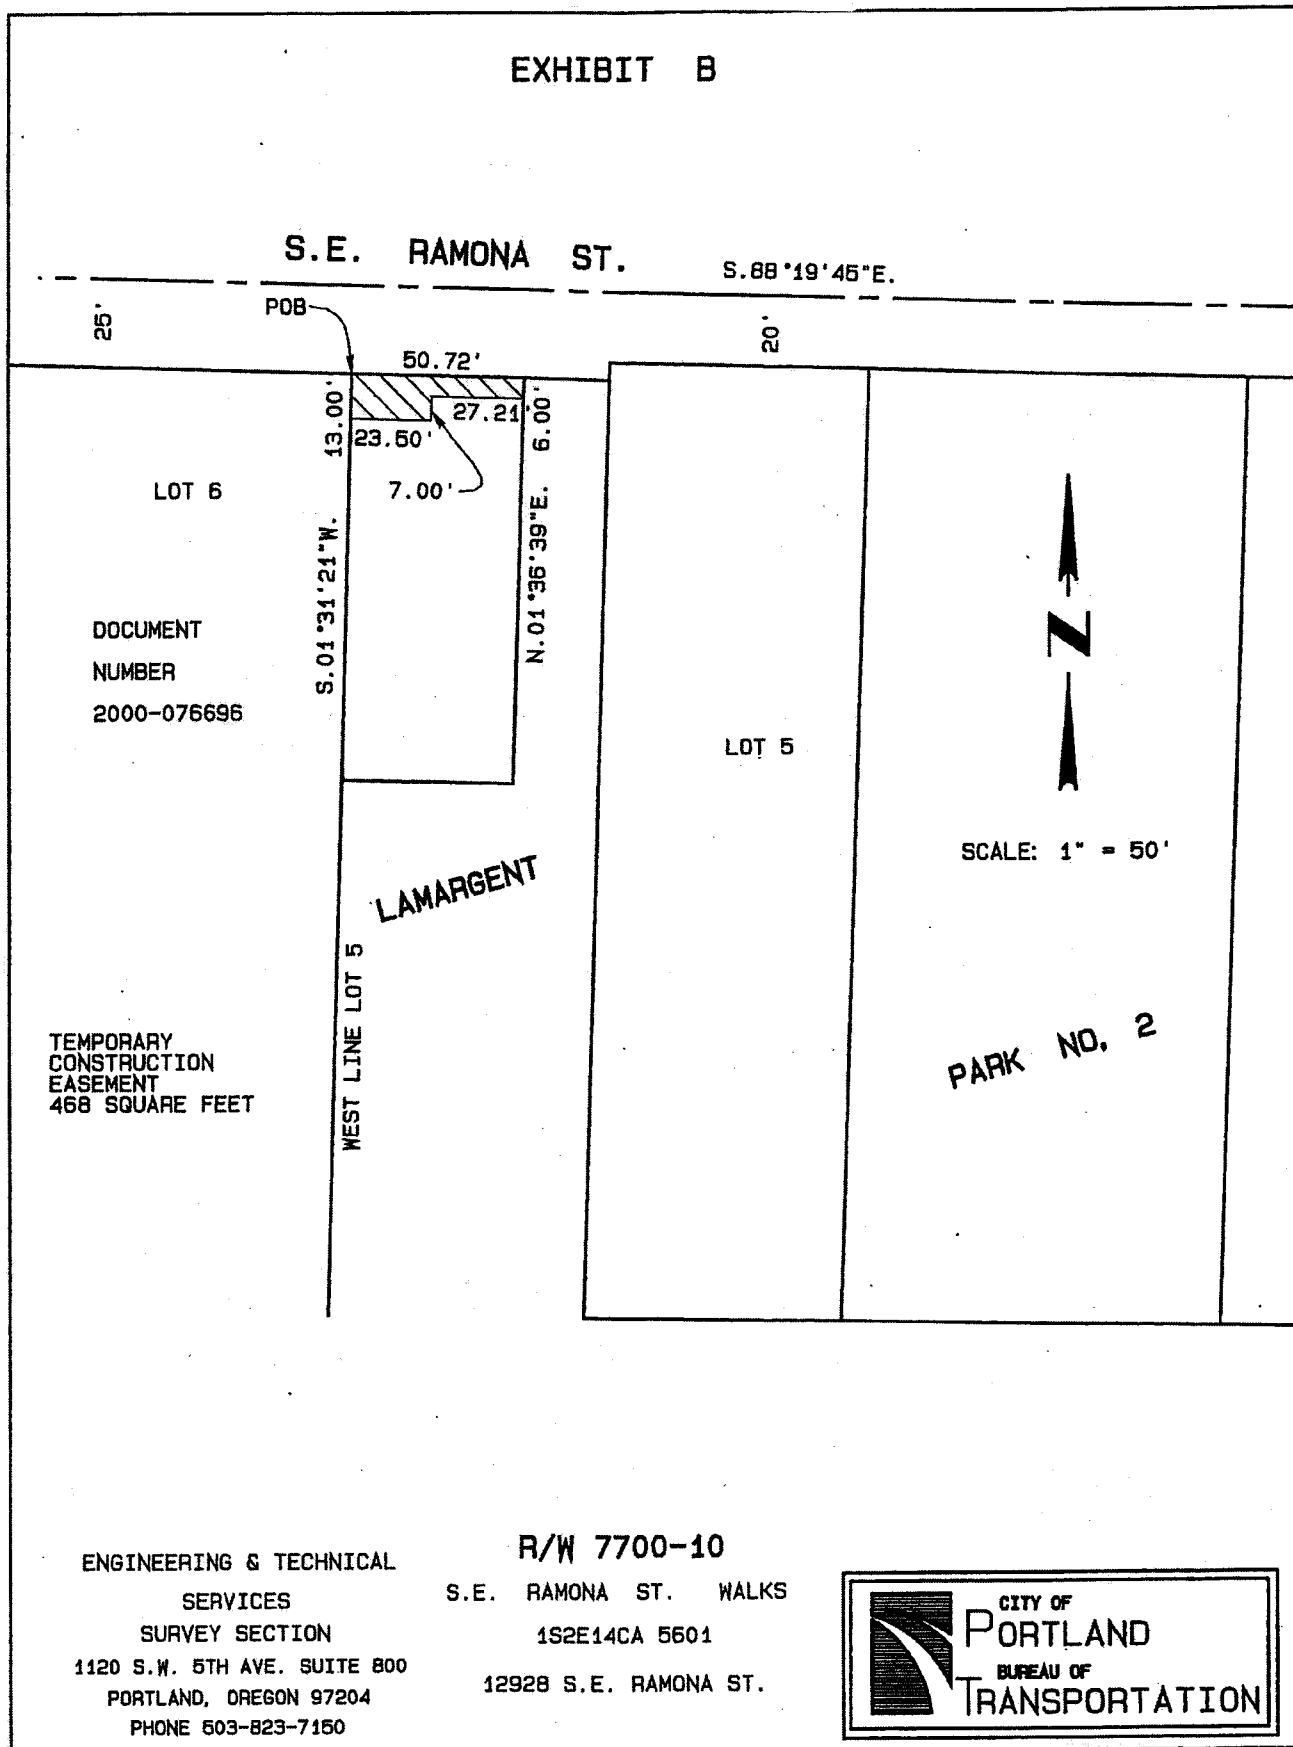 EXHIBIT B
S.E. RAMONA ST.
S.88°19'45"E.
25'
POB
20'
50.72'
13.00'
23.50'
27.21'
6.00'
7.00'
LOT 6
S.01°31'21"W.
N.01°36'39"E.
DOCUMENT
NUMBER
2000-076696
LOT 5
N
SCALE: 1" = 50'
LAMARGENT
WEST LINE LOT 5
PARK NO. 2
TEMPORARY
CONSTRUCTION
EASEMENT
468 SQUARE FEET
ENGINEERING & TECHNICAL
SERVICES
SURVEY SECTION
1120 S.W. 5TH AVE. SUITE 800
PORTLAND, OREGON 97204
PHONE 503-823-7150
R/W 7700-10
S.E. RAMONA ST. WALKS
1S2E14CA 5601
12928 S.E. RAMONA ST.
CITY OF
PORTLAND
BUREAU OF
TRANSPORTATION